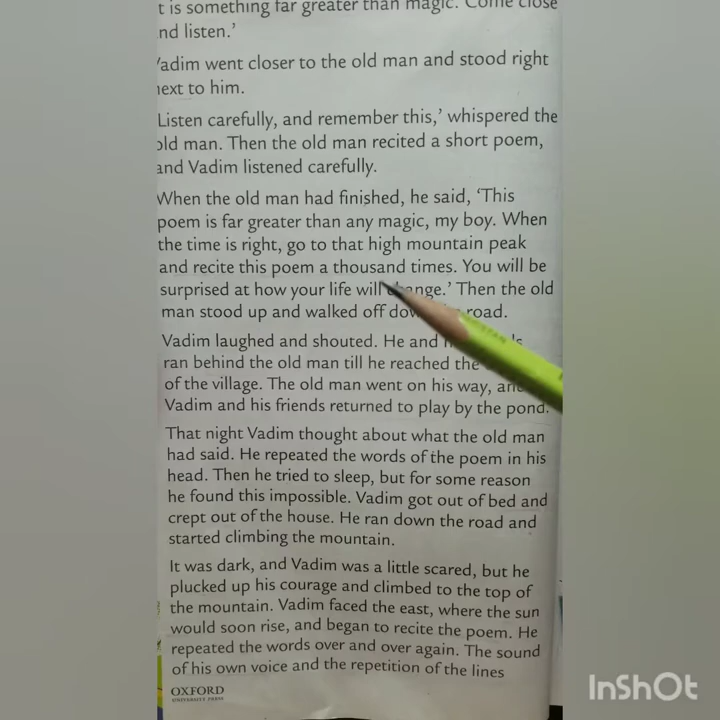 t is something far greater than magic. Come close
nd listen.'
Vadim went closer to the old man and stood right
next to him.
Listen carefully, and remember this,' whispered the
old man. Then the old man recited a short poem,
and Vadim listened carefully.
When the old man had finished, he said, 'This
poem is far greater than any magic, my boy. When
the time is right, go to that high mountain peak
and recite this poem a thousand times. You will be
surprised at how your life will change.' Then the old
man stood up and walked off down the road.
Vadim laughed and shouted. He and
ran behind the old man till he reached the
of the village. The old man went on his way, and
Vadim and his friends returned to play by the pond.
That night Vadim thought about what the old man
had said. He repeated the words of the poem in his
head. Then he tried to sleep, but for some reason
he found this impossible. Vadim got out of bed and
crept out of the house. He ran down the road and
started climbing the mountain.
It was dark, and Vadim was a little scared, but he
plucked up his courage and climbed to the top of
the mountain. Vadim faced the east, where the sun
would soon rise, and began to recite the poem. He
repeated the words over and over again. The sound
of his own voice and the repetition of the lines
OXFORD
UNIVERSITY PRESS
InShOt